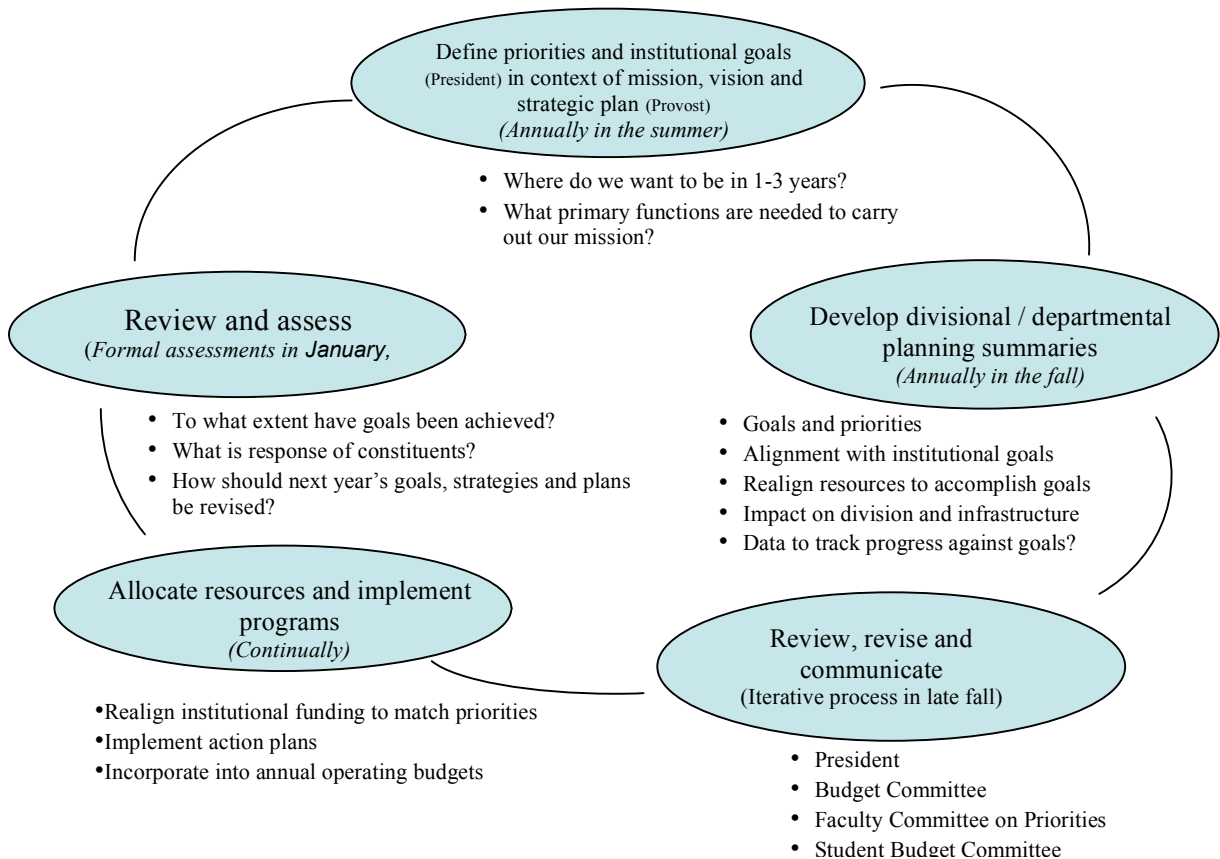 Define priorities and institutional goals
(President) in context of mission, vision and
strategic plan (Provost)
(Annually in the summer)
• Where do we want to be in 1-3 years?
• What primary functions are needed to carry
out our mission?
Develop divisional / departmental
planning summaries
(Annually in the fall)
• Goals and priorities
• Alignment with institutional goals
• Realign resources to accomplish goals
• Impact on division and infrastructure
• Data to track progress against goals?
Review, revise and
communicate
(Iterative process in late fall)
• President
• Budget Committee
• Faculty Committee on Priorities
• Student Budget Committee
Allocate resources and implement
programs
(Continually)
•Realign institutional funding to match priorities
•Implement action plans
•Incorporate into annual operating budgets
Review and assess
(Formal assessments in January,
• To what extent have goals been achieved?
• What is response of constituents?
• How should next year’s goals, strategies and plans
be revised?